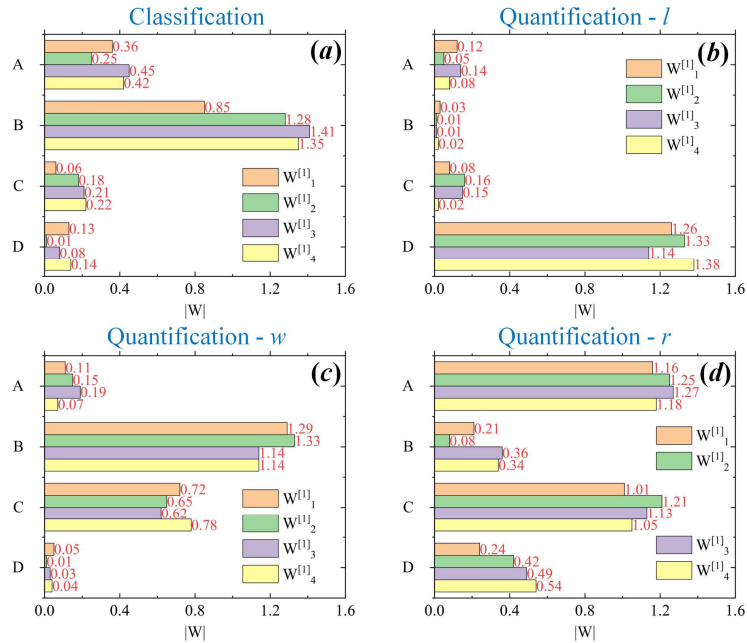 Classification
(a)
A
0.36
0.25
0.45
0.42
B
0.85
1.28
1.41
1.35
C
0.06
0.18
0.21
0.22
D
0.13
0.01
0.08
0.14
W[1]1
W[1]2
W[1]3
W[1]4
0.0 0.4 0.8 1.2 1.6
|W|
Quantification - l
(b)
A
0.12
0.05
0.14
0.08
B
0.03
0.01
0.01
0.02
C
0.08
0.16
0.15
0.02
D
1.26
1.33
1.14
1.38
W[1]1
W[1]2
W[1]3
W[1]4
0.0 0.4 0.8 1.2 1.6
|W|
Quantification - w
(c)
A
0.11
0.15
0.19
0.07
B
1.29
1.33
1.14
1.14
C
0.72
0.65
0.62
0.78
D
0.05
0.01
0.03
0.04
W[1]1
W[1]2
W[1]3
W[1]4
0.0 0.4 0.8 1.2 1.6
|W|
Quantification - r
(d)
A
1.16
1.25
1.27
1.18
B
0.21
0.08
0.36
0.34
C
1.01
1.21
1.13
1.05
D
0.24
0.42
0.49
0.54
W[1]1
W[1]2
W[1]3
W[1]4
0.0 0.4 0.8 1.2 1.6
|W|